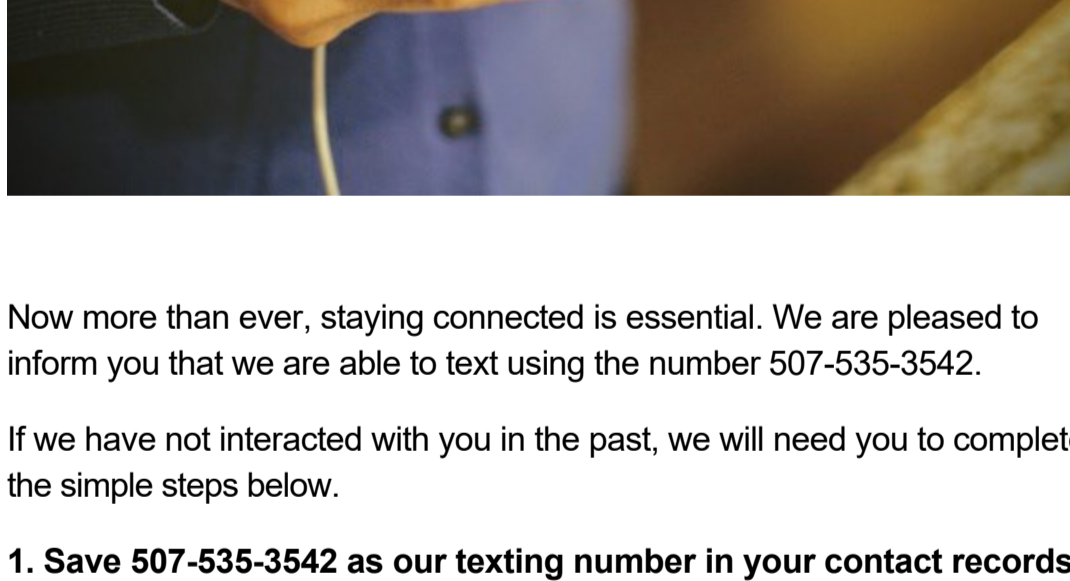 Now more than ever, staying connected is essential. We are pleased to
inform you that we are able to text using the number 507-535-3542.
If we have not interacted with you in the past, we will need you to complet
the simple steps below.
1. Save 507-535-3542 as our texting number in your contact records